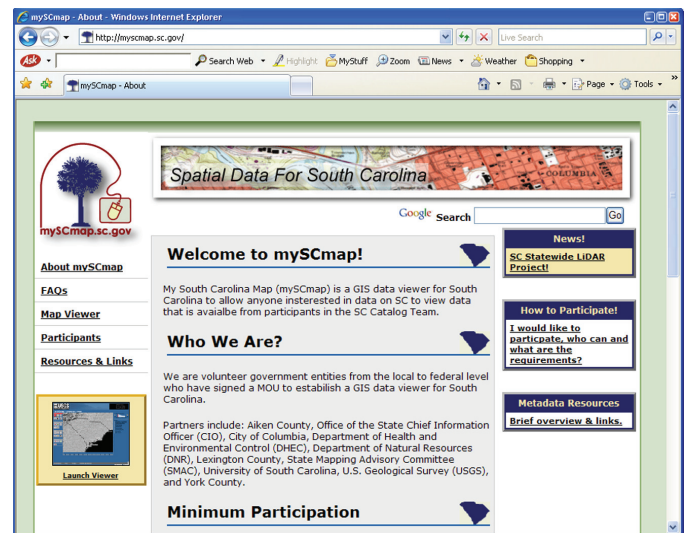 mySCmap - About - Windows Internet Explorer
http://myscmap.sc.gov/
Live Search
Ask
Search Web
Highlight
MyStuff
Zoom
News
Weather
Shopping
mySCmap - About
Page
Tools
»
mySCmap.sc.gov
Spatial Data For South Carolina
COLUMBIA
Google Search
Go
About mySCmap
FAQs
Map Viewer
Participants
Resources & Links
Launch Viewer
Welcome to mySCmap!
My South Carolina Map (mySCmap) is a GIS data viewer for South
Carolina to allow anyone insterested in data on SC to view data
that is avaialbe from participants in the SC Catalog Team.
Who We Are?
We are volunteer government entities from the local to federal level
who have signed a MOU to estabilish a GIS data viewer for South
Carolina.
Partners include: Aiken County, Office of the State Chief Information
Officer (CIO), City of Columbia, Department of Health and
Environmental Control (DHEC), Department of Natural Resources
(DNR), Lexington County, State Mapping Advisory Committee
(SMAC), University of South Carolina, U.S. Geological Survey (USGS),
and York County.
Minimum Participation
News!
SC Statewide LiDAR
Project!
How to Participate!
I would like to
particpate, who can and
what are the
requirements?
Metadata Resources
Brief overview & links.